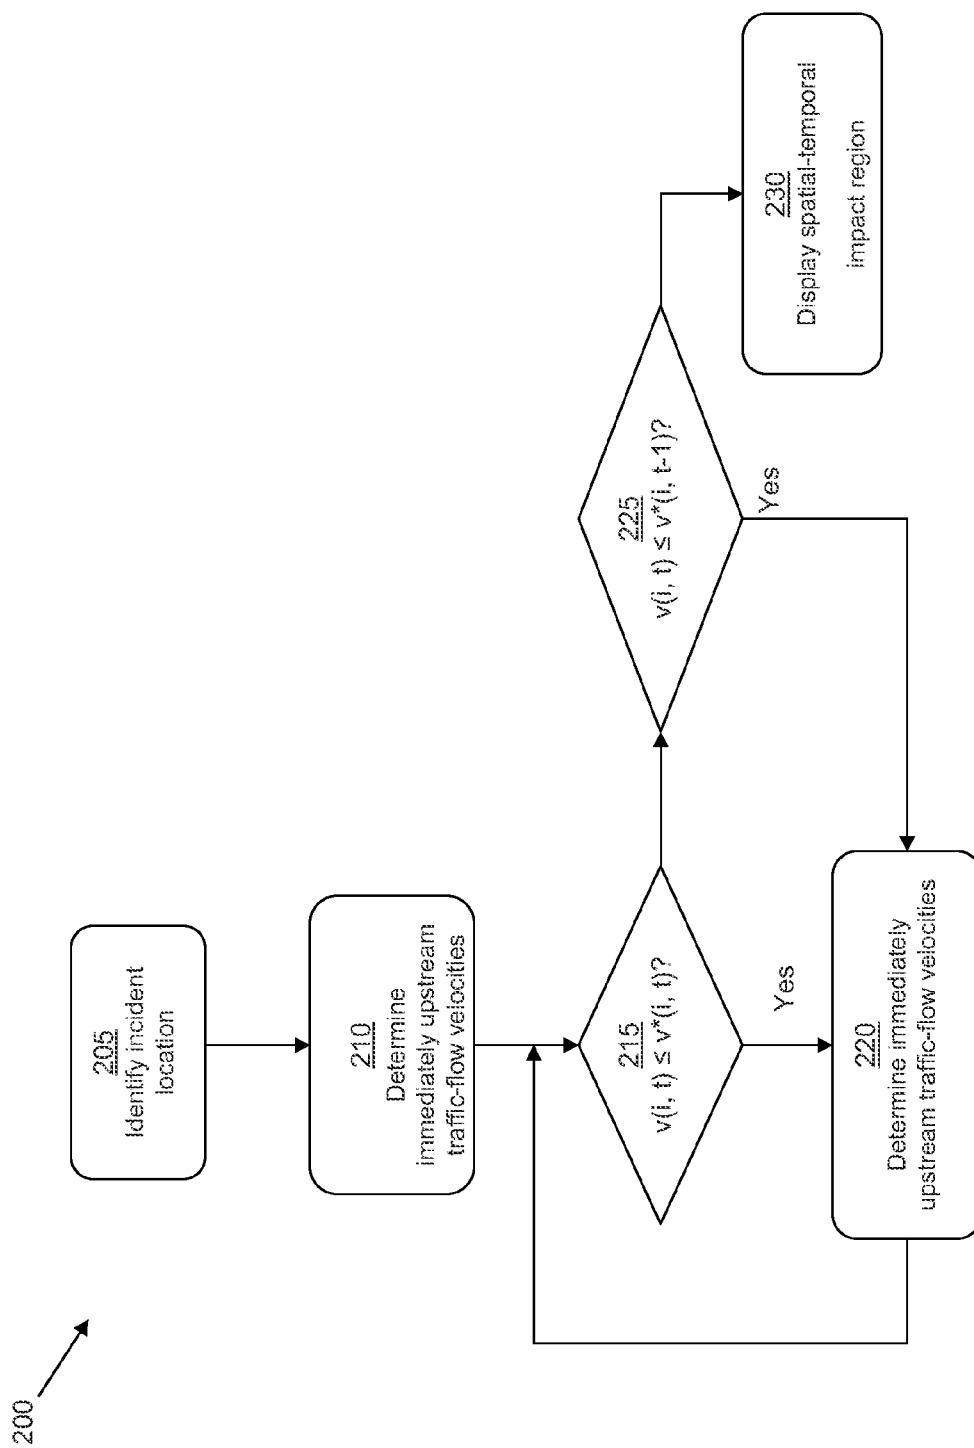 200
205
Identify incident
location
210
Determine
immediately upstream
traffic-flow velocities
215
v(i, t) ≤ v*(i, t)?
Yes
220
Determine immediately
upstream traffic-flow velocities
225
v(i, t) ≤ v*(i, t-1)?
Yes
230
Display spatial-temporal
impact region